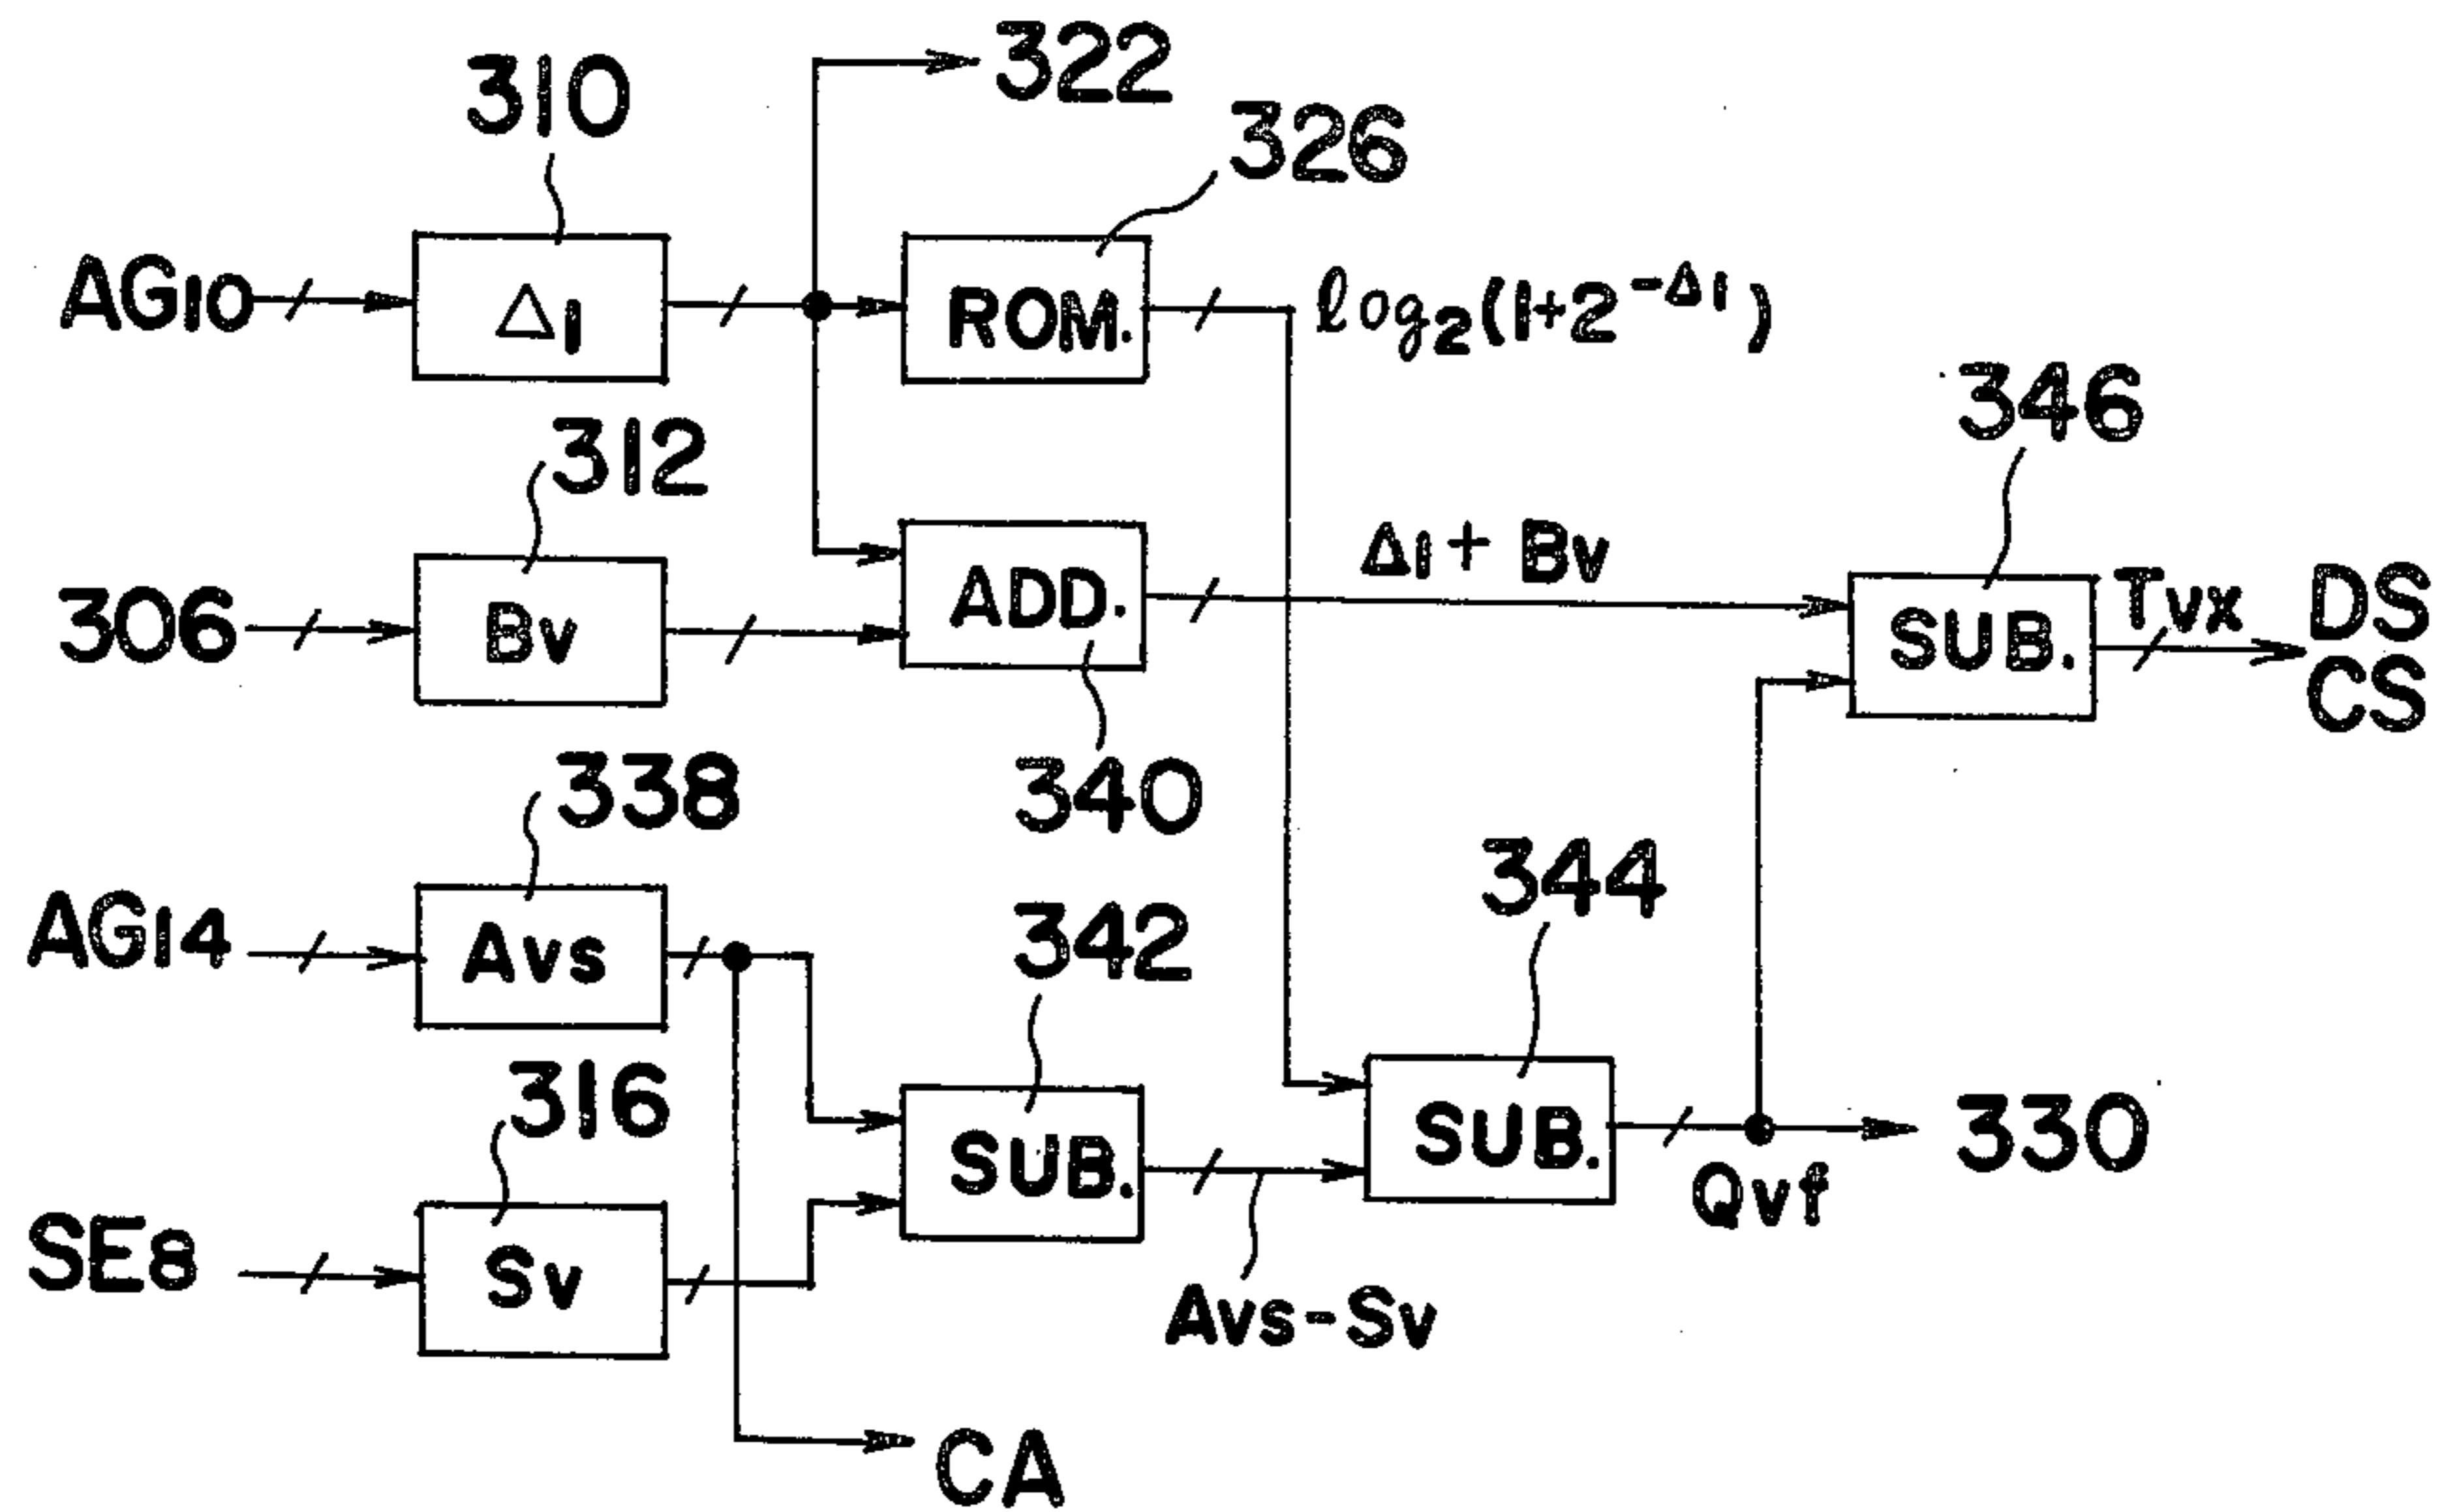 310
322
326
AG10
Δ1
ROM.
log2(1+2^-Δ1)
312
346
306
Bv
ADD.
Δ1+Bv
SUB.
Tvx
DS
CS
338
340
AG14
Avs
342
344
316
SUB.
SUB.
330
Qvf
SE8
Sv
Avs-Sv
CA